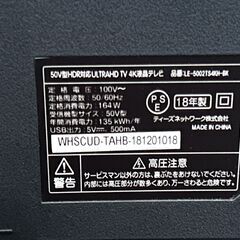 50V型HDR対応ULTRAHD TV 4K液晶テレビ 品番:LE-5002TS4KH-BK
定格電圧：100V～
定格周波数：50/60Hz
定格消費電力：164W
受信機型サイズ：50V型
年間消費電力量：135kWh/年
USB出力：5V⎓500mA
PSE
18年製
ティーズネットワーク株式会社
WHSCUD-TAHB-181201018
高圧注意
サービスマン以外の方は裏ぶたをあけないでください。
内部には高電圧部分が数多くあり、万一さわると危険です。